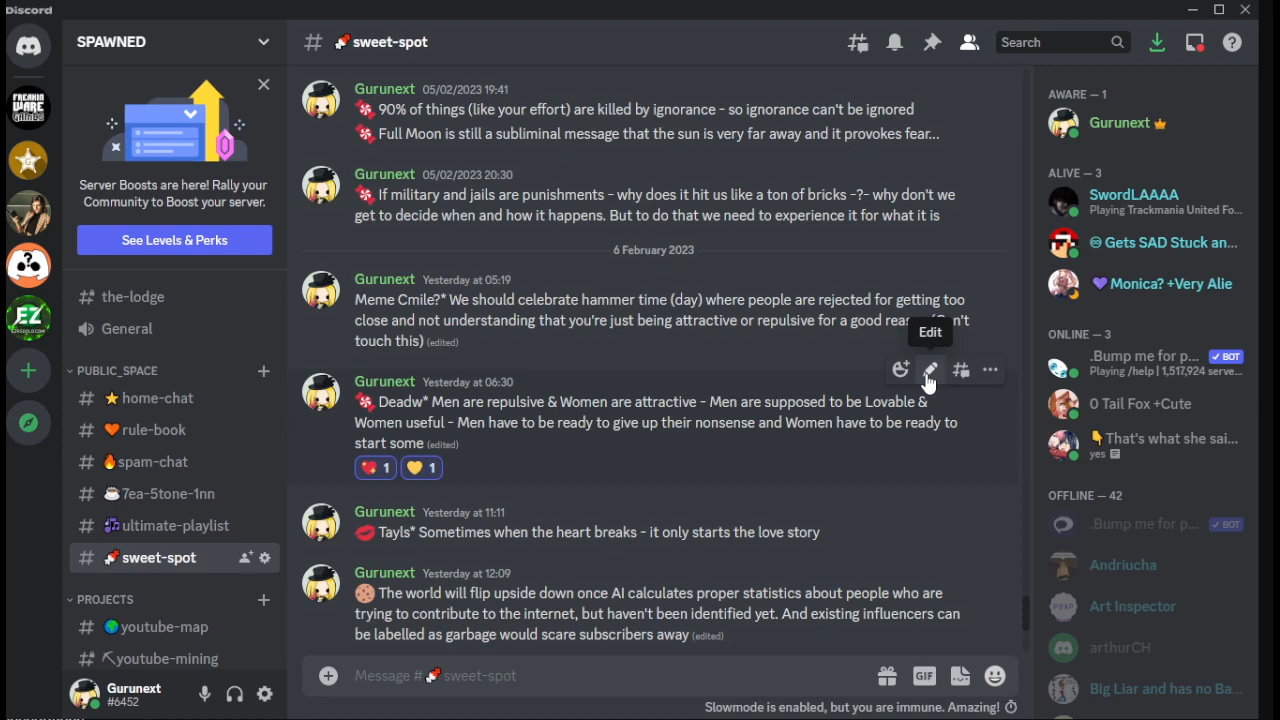 Discord
SPAWNED
# sweet-spot
Search
Server Boosts are here! Rally your
Community to Boost your server.
See Levels & Perks
# the-lodge
General
PUBLIC_SPACE
# home-chat
# rule-book
# spam-chat
# 7ea-5tone-1nn
# ultimate-playlist
# sweet-spot
PROJECTS
# youtube-map
# youtube-mining
Gurunext
#6452
FREAKIN
WARE
GAMES
G
EZ
Gurunext 05/02/2023 19:41
90% of things (like your effort) are killed by ignorance - so ignorance can't be ignored
Full Moon is still a subliminal message that the sun is very far away and it provokes fear...
Gurunext 05/02/2023 20:30
If military and jails are punishments - why does it hit us like a ton of bricks -?- why don't we
get to decide when and how it happens. But to do that we need to experience it for what it is
6 February 2023
Gurunext Yesterday at 05:19
Meme Cmile?* We should celebrate hammer time (day) where people are rejected for getting too
close and not understanding that you're just being attractive or repulsive for a good
touch this) (edited)
Edit
Gurunext Yesterday at 06:30
Deadw* Men are repulsive & Women are attractive - Men are supposed to be Lovable &
Women useful - Men have to be ready to give up their nonsense and Women have to be ready to
start some (edited)
1 1
Gurunext Yesterday at 11:11
Tayls* Sometimes when the heart breaks - it only starts the love story
Gurunext Yesterday at 12:09
The world will flip upside down once AI calculates proper statistics about people who are
trying to contribute to the internet, but haven't been identified yet. And existing influencers can
be labelled as garbage would scare subscribers away (edited)
Message # sweet-spot
GIF
Slowmode is enabled, but you are immune. Amazing!
AWARE — 1
Gurunext
ALIVE — 3
SwordLAAAA
Playing Trackmania United Fo...
Gets SAD Stuck an...
Monica? +Very Alie
ONLINE — 3
.Bump me for p... BOT
Playing /help | 1,517,924 serve...
0 Tail Fox +Cute
That's what she sai...
yes
OFFLINE — 42
.Bump me for p... BOT
Andriucha
Art Inspector
arthurCH
Big Liar and has no Ba...